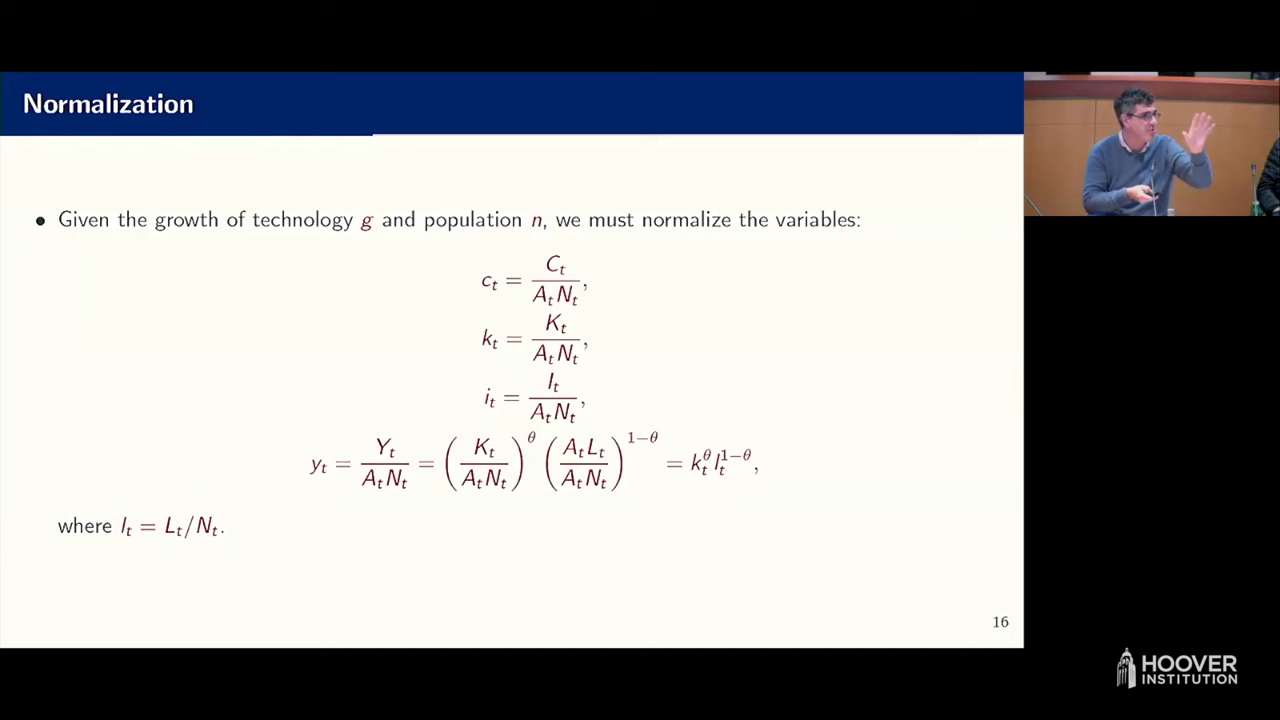 Normalization
• Given the growth of technology g and population n, we must normalize the variables:
c_t = C_t / (A_t N_t),
k_t = K_t / (A_t N_t),
i_t = I_t / (A_t N_t),
y_t = Y_t / (A_t N_t) = (K_t / (A_t N_t))^θ (A_t L_t / (A_t N_t))^{1−θ} = k_t^θ l_t^{1−θ},
where l_t = L_t/N_t.
16
HOOVER
INSTITUTION